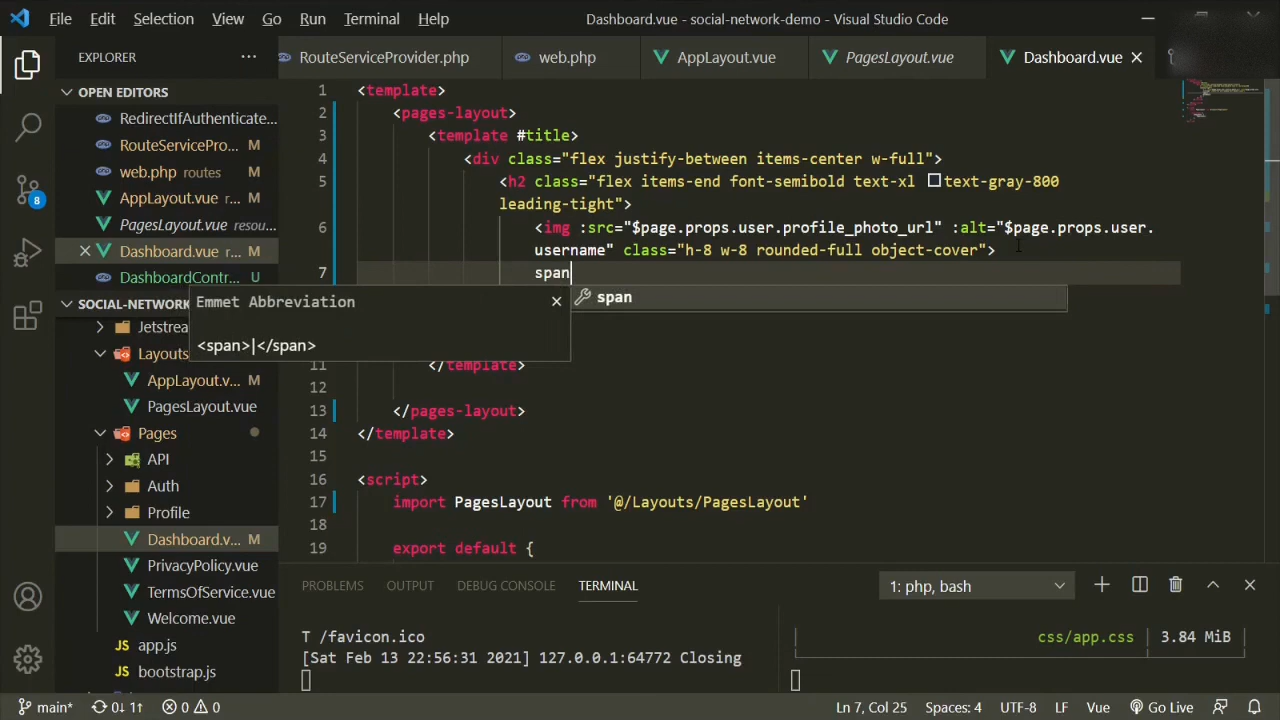 File Edit Selection View Go Run Terminal Help Dashboard.vue - social-network-demo - Visual Studio Code
EXPLORER ...
RouteServiceProvider.php web.php AppLayout.vue PagesLayout.vue Dashboard.vue
OPEN EDITORS
RedirectIfAuthenticate...
RouteServicePro... M
web.php routes M
AppLayout.vue r... M
PagesLayout.vue resou...
Dashboard.vue r... M
DashboardContr... U
SOCIAL-NETWORK
Jetstrea
Layouts
AppLayout.v... M
PagesLayout.vue
Pages
API
Auth
Profile
Dashboard.v... M
PrivacyPolicy.vue
TermsOfService.vue
Welcome.vue
JS app.js
JS bootstrap.js
8
1 <template>
2 <pages-layout>
3 <template #title>
4 <div class="flex justify-between items-center w-full">
5 <h2 class="flex items-end font-semibold text-xl text-gray-800
leading-tight">
6 <img :src="$page.props.user.profile_photo_url" :alt="$page.props.user.
username" class="h-8 w-8 rounded-full object-cover">
7 span
span
Emmet Abbreviation
<span>|</span>
11 </template>
12
13 </pages-layout>
14 </template>
15
16 <script>
17 import PagesLayout from '@/Layouts/PagesLayout'
18
19 export default {
PROBLEMS OUTPUT DEBUG CONSOLE TERMINAL 1: php, bash
T /favicon.ico
[Sat Feb 13 22:56:31 2021] 127.0.0.1:64772 Closing
css/app.css | 3.84 MiB
main* 0↓ 1↑ 0 0 Ln 7, Col 25 Spaces: 4 UTF-8 LF Vue Go Live